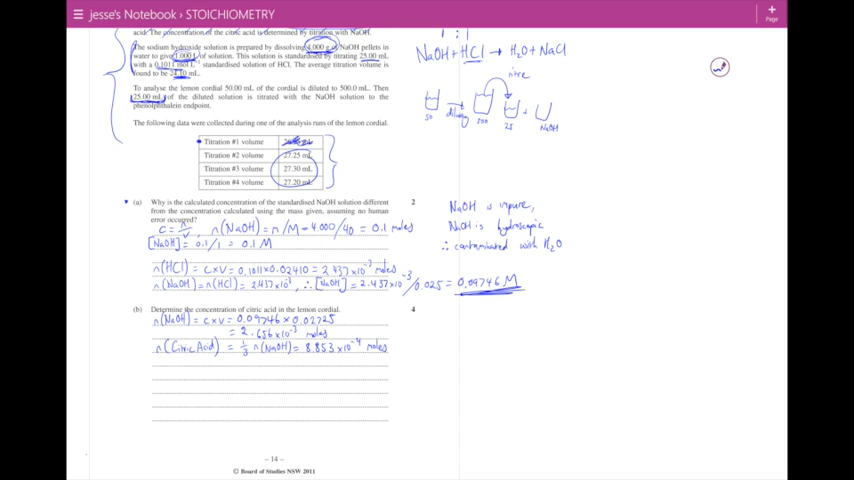 jesse's Notebook > STOICHIOMETRY
Page
acid. The concentration of the citric acid is determined by titration with NaOH.
The sodium hydroxide solution is prepared by dissolving 4.000 g of NaOH pellets
in water to give 1.000 L of solution. This solution is standardised by titrating 25.00 mL
with a 0.1011 mol L⁻¹ standardised solution of HCl. The average titration volume is
found to be 24.10 mL.
To analyse the lemon cordial 50.00 mL of the cordial is diluted to 500.0 mL. Then
25.00 mL of the diluted solution is titrated with the NaOH solution to the
phenolphthalein endpoint.
The following data were collected during one of the analysis runs of the lemon cordial.
Titration #1 volume
Titration #2 volume 27.25 mL
Titration #3 volume 27.30 mL
Titration #4 volume 27.20 mL
1 : 1
NaOH + HCl → H₂O + NaCl
titre
50 diluting 500 25 + NaOH
(a) Why is the calculated concentration of the standardised NaOH solution different 2
from the concentration calculated using the mass given, assuming no human
error occurred?
c = n/v, n(NaOH) = n/M = 4.000/40 = 0.1 moles
[NaOH] = 0.1/1 = 0.1 M
n(HCl) = c×v = 0.1011×0.02410 = 2.437×10⁻³ moles
n(NaOH) = n(HCl) = 2.437×10⁻³, ∴ [NaOH] = 2.437×10⁻³/0.025 = 0.09746 M
NaOH is inpure,
NaOH is hydroscopic
∴ contaminated with H₂O
(b) Determine the concentration of citric acid in the lemon cordial. 4
n(NaOH) = c×v = 0.09746×0.02725
= 2.656×10⁻³ moles
n(Citric Acid) = 1/3 n(NaOH) = 8.853×10⁻⁴ moles
– 14 –
© Board of Studies NSW 2011